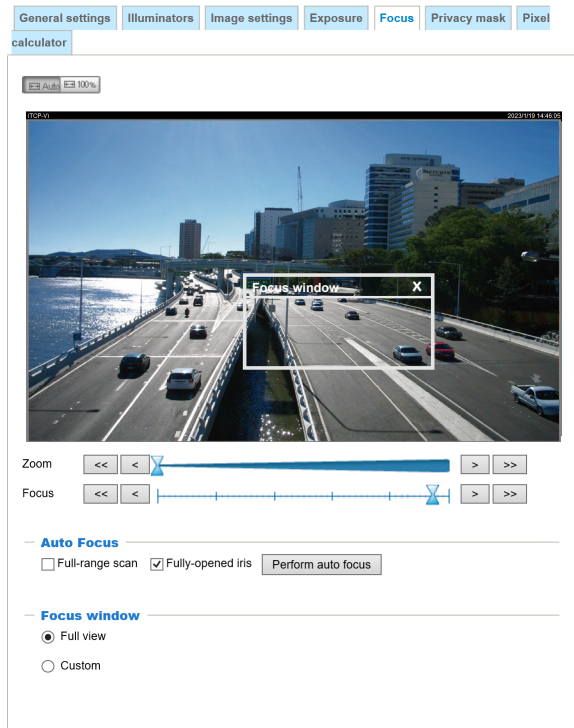 General settings Illuminators Image settings Exposure Focus Privacy mask Pixel
calculator
Auto 100%
(TCP-V) 2023/1/19 14:46:05
Focus window X
Zoom << < > >>
Focus << < > >>
Auto Focus
Full-range scan Fully-opened iris Perform auto focus
Focus window
Full view
Custom